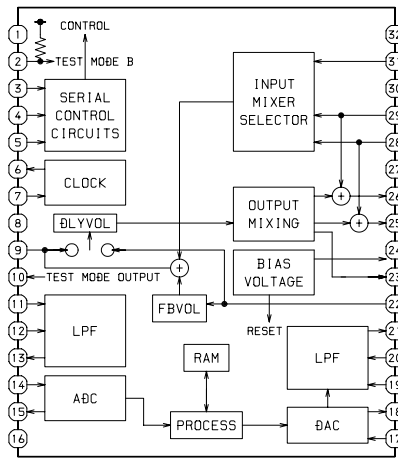 CONTROL
1
32
2
TEST MODE B
31
3
SERIAL
CONTROL
CIRCUITS
INPUT
MIXER
SELECTOR
30
4
29
5
28
6
CLOCK
27
7
26
8
DLYVOL
OUTPUT
MIXING
25
9
24
10
TEST MODE OUTPUT
BIAS
VOLTAGE
23
11
FBVOL
22
12
LPF
RESET
21
13
RAM
LPF
20
14
ADC
19
15
PROCESS
DAC
18
16
17